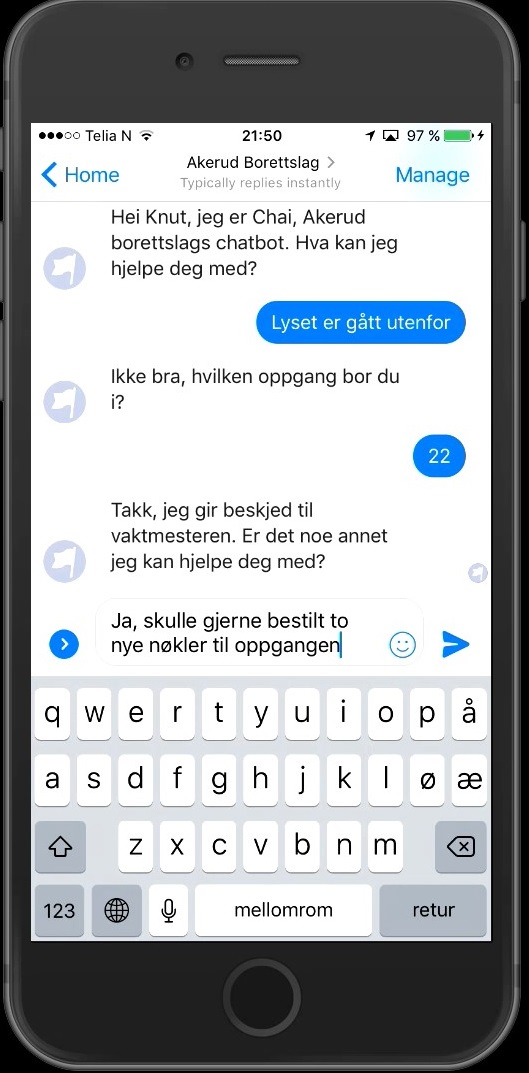 Telia N 21:50 97 %
Home Akerud Borettslag Manage
Typically replies instantly
Hei Knut, jeg er Chai, Akerud
borettslags chatbot. Hva kan jeg
hjelpe deg med?
Lyset er gått utenfor
Ikke bra, hvilken oppgang bor du
i?
22
Takk, jeg gir beskjed til
vaktmesteren. Er det noe annet
jeg kan hjelpe deg med?
Ja, skulle gjerne bestilt to
nye nøkler til oppgangen
q w e r t y u i o p å
a s d f g h j k l ø æ
z x c v b n m
123 mellomrom retur